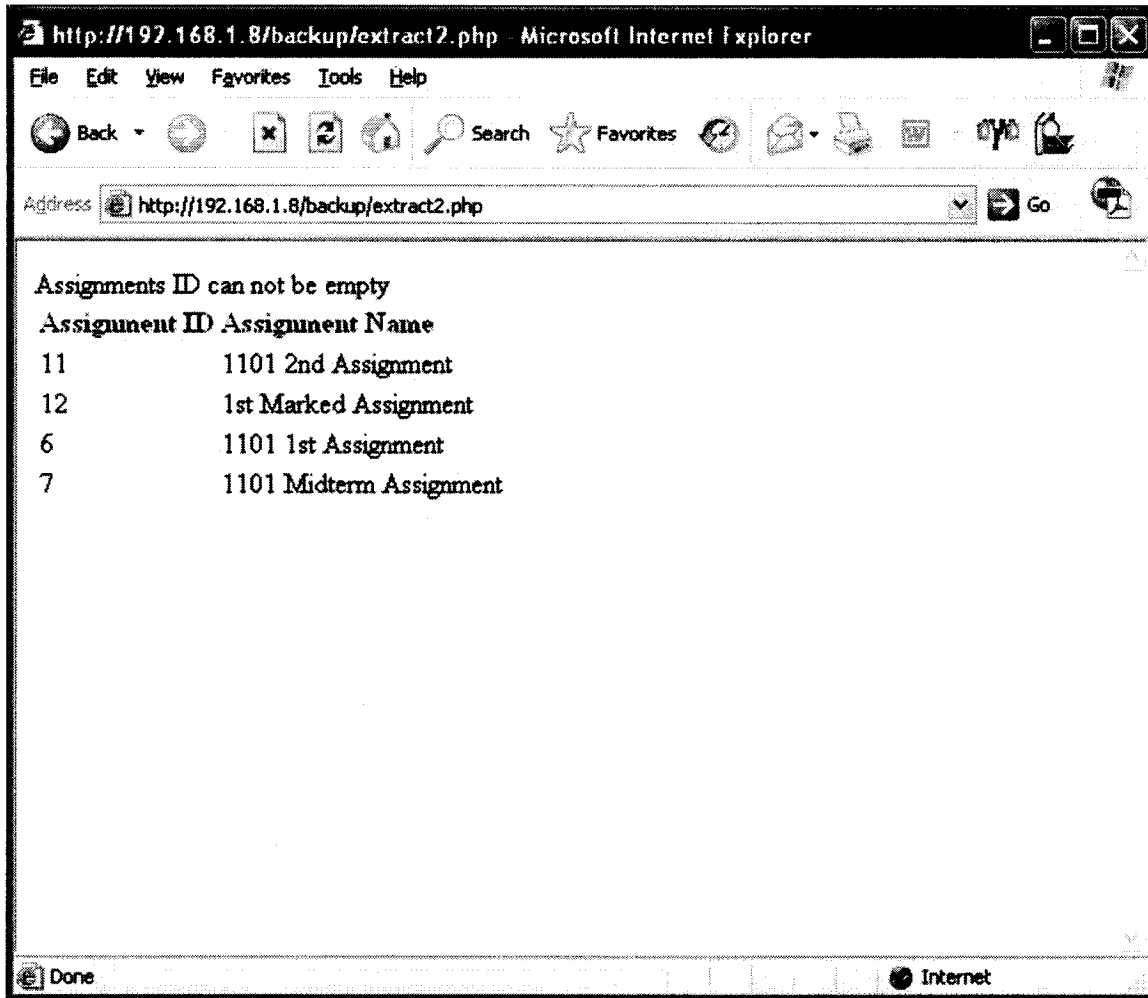 http://192.168.1.8/backup/extract2.php - Microsoft Internet Explorer
File Edit View Favorites Tools Help
Back Search Favorites
Address http://192.168.1.8/backup/extract2.php Go
Assignments ID can not be empty
Assignment ID Assignment Name
11 1101 2nd Assignment
12 1st Marked Assignment
6 1101 1st Assignment
7 1101 Midterm Assignment
Done Internet